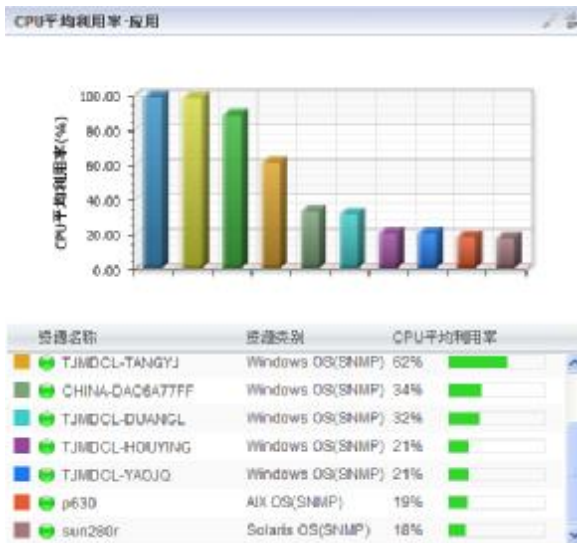 CPU平均利用率-应用
CPU平均利用率(%)
100.00
80.00
60.00
40.00
20.00
0.00
资源名称 资源类别 CPU平均利用率
TJMDCL-TANGYJ Windows OS(SNMP) 62%
CHINA-DAC6A77FF Windows OS(SNMP) 34%
TJMDCL-DUANGL Windows OS(SNMP) 32%
TJMDCL-HOUYING Windows OS(SNMP) 21%
TJMDCL-YAOJQ Windows OS(SNMP) 21%
p630 AIX OS(SNMP) 19%
sun280r Solaris OS(SNMP) 18%